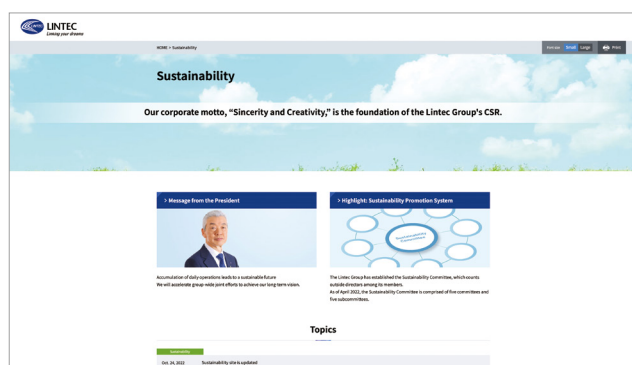 LINTEC
LINTEC
Linking your dreams
HOME > Sustainability
Font size Small Large Print
Sustainability
Our corporate motto, “Sincerity and Creativity,” is the foundation of the Lintec Group's CSR.
> Message from the President
Accumulation of daily operations leads to a sustainable future
We will accelerate group-wide joint efforts to achieve our long-term vision.
> Highlight: Sustainability Promotion System
The Lintec Group has established the Sustainability Committee, which counts
outside directors among its members.
As of April 2022, the Sustainability Committee is comprised of five committees and
five subcommittees.
Topics
Sustainability
Oct. 24, 2022 Sustainability site is updated